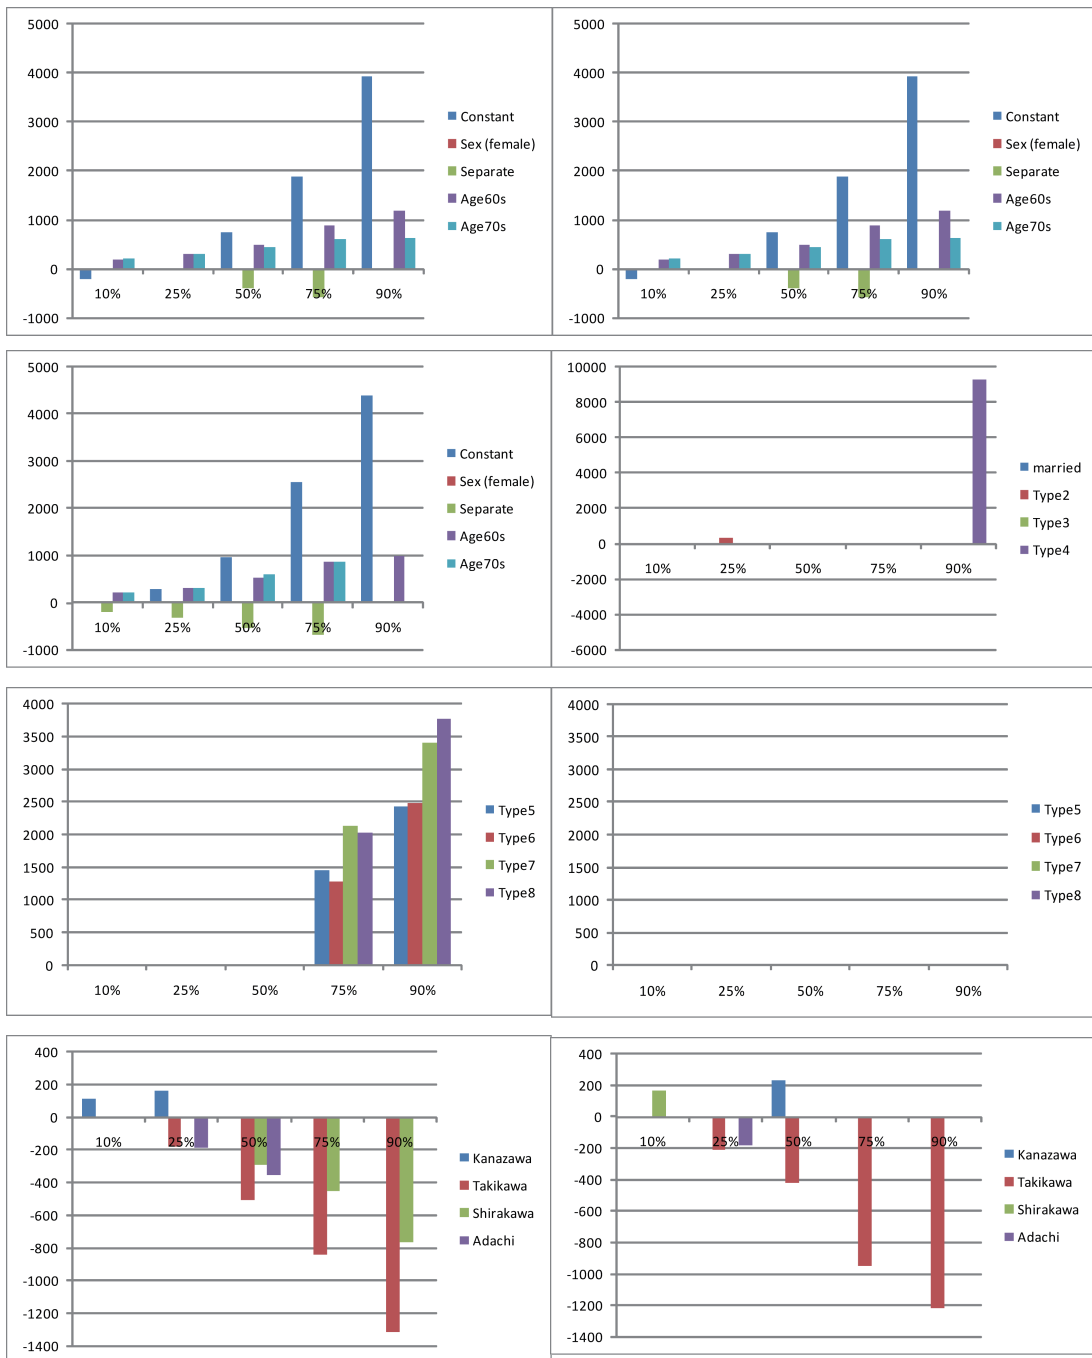 5000
4000
3000
2000
1000
0
-1000
10% 25% 50% 75% 90%
Constant
Sex (female)
Separate
Age60s
Age70s
5000
4000
3000
2000
1000
0
-1000
10% 25% 50% 75% 90%
Constant
Sex (female)
Separate
Age60s
Age70s
5000
4000
3000
2000
1000
0
-1000
10% 25% 50% 75% 90%
Constant
Sex (female)
Separate
Age60s
Age70s
10000
8000
6000
4000
2000
0
-2000
-4000
-6000
10% 25% 50% 75% 90%
married
Type2
Type3
Type4
4000
3500
3000
2500
2000
1500
1000
500
0
10% 25% 50% 75% 90%
Type5
Type6
Type7
Type8
4000
3500
3000
2500
2000
1500
1000
500
0
10% 25% 50% 75% 90%
Type5
Type6
Type7
Type8
400
200
0
-200
-400
-600
-800
-1000
-1200
-1400
10% 25% 50% 75% 90%
Kanazawa
Takikawa
Shirakawa
Adachi
400
200
0
-200
-400
-600
-800
-1000
-1200
-1400
10% 25% 50% 75% 90%
Kanazawa
Takikawa
Shirakawa
Adachi